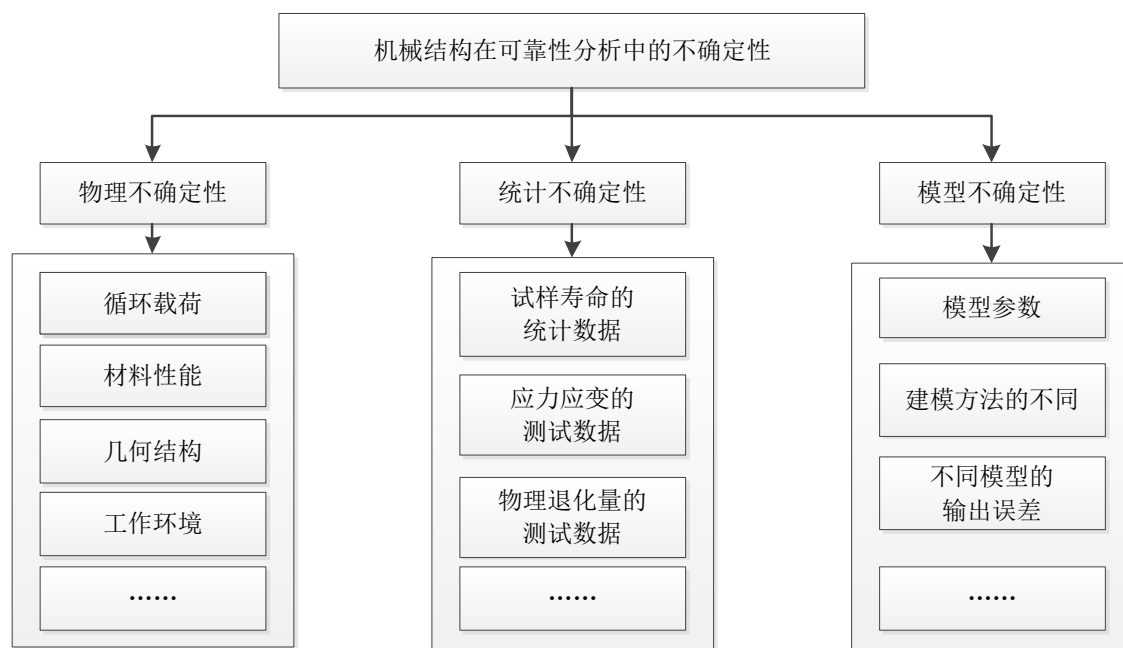 机械结构在可靠性分析中的不确定性
物理不确定性
统计不确定性
模型不确定性
循环载荷
材料性能
几何结构
工作环境
……
试样寿命的
统计数据
应力应变的
测试数据
物理退化量的
测试数据
……
模型参数
建模方法的不同
不同模型的
输出误差
……